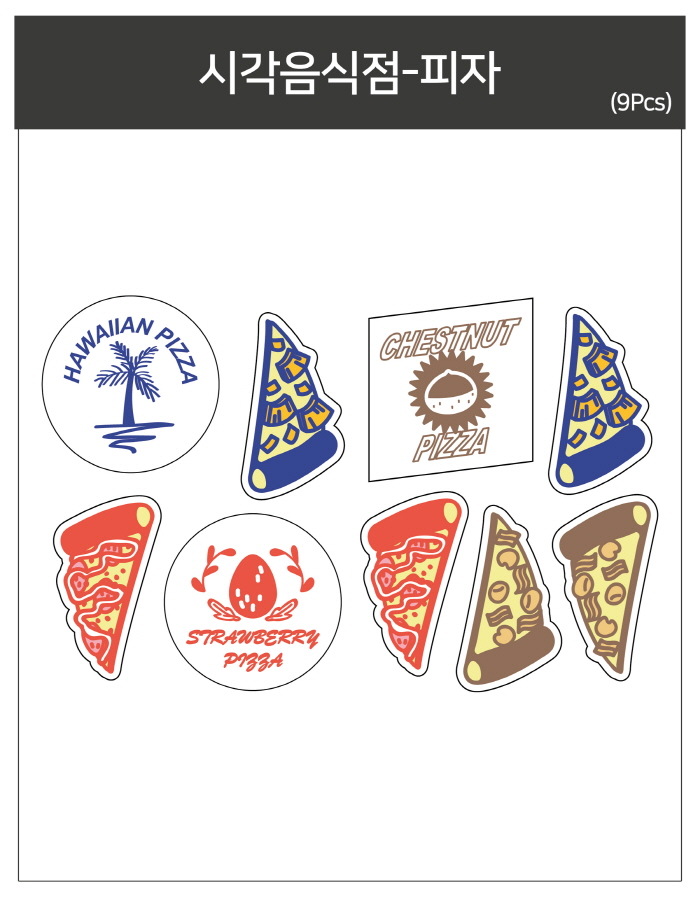 시각음식점-피자
(9Pcs)
HAWAIIAN PIZZA
CHESTNUT
PIZZA
STRAWBERRY
PIZZA